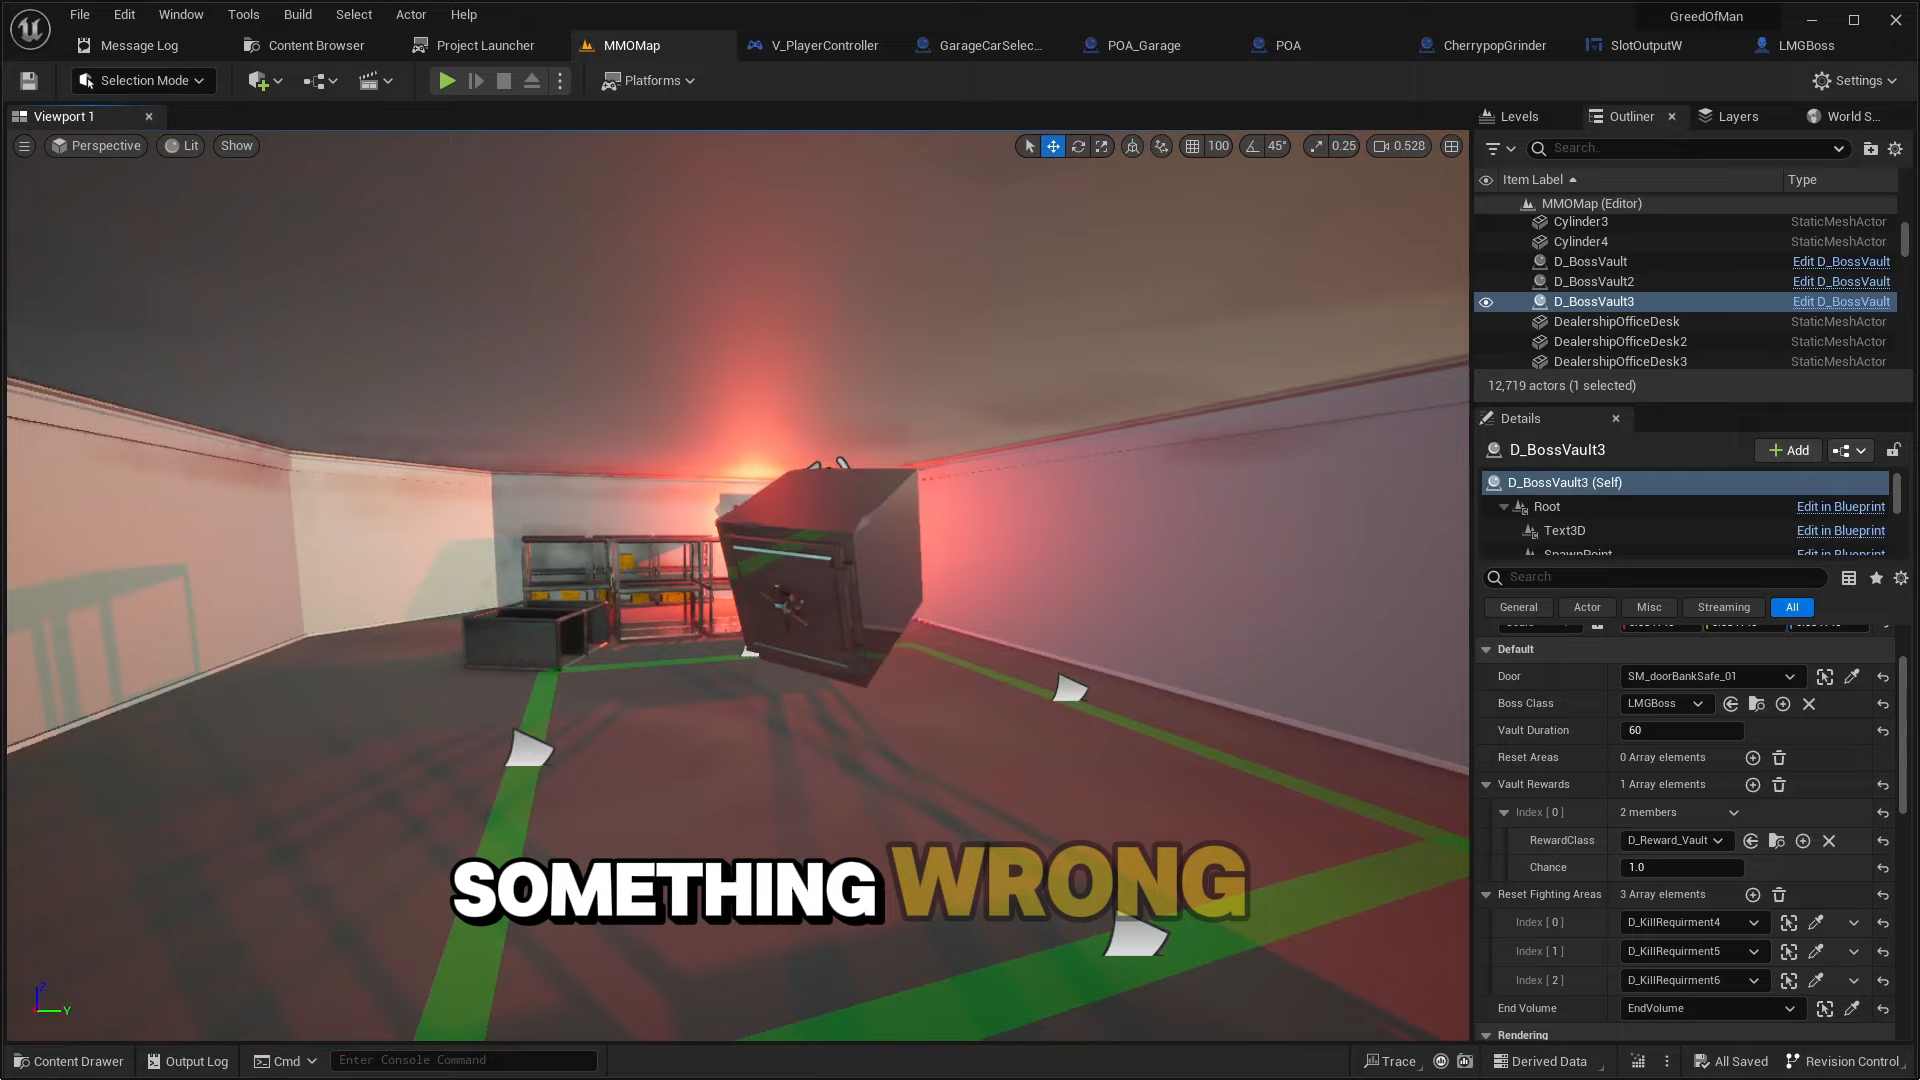 File Edit Window Tools Build Select Actor Help
GreedOfMan
Message Log
Content Browser
Project Launcher
MMOMap
V_PlayerController
GarageCarSelec...
POA_Garage
POA
CherrypopGrinder
SlotOutputW
LMGBoss
Selection Mode
Platforms
Settings
Viewport 1
Perspective
Lit
Show
100
45°
0.25
0.528
Levels
Outliner
Layers
World S...
Search..
Item Label
Type
MMOMap (Editor)
Cylinder3 StaticMeshActor
Cylinder4 StaticMeshActor
D_BossVault Edit D_BossVault
D_BossVault2 Edit D_BossVault
D_BossVault3 Edit D_BossVault
DealershipOfficeDesk StaticMeshActor
DealershipOfficeDesk2 StaticMeshActor
DealershipOfficeDesk3 StaticMeshActor
12,719 actors (1 selected)
Details
D_BossVault3
Add
D_BossVault3 (Self)
Root Edit in Blueprint
Text3D Edit in Blueprint
SpawnPoint Edit in Blueprint
Search
General Actor Misc Streaming All
Default
Door SM_doorBankSafe_01
Boss Class LMGBoss
Vault Duration 60
Reset Areas 0 Array elements
Vault Rewards 1 Array elements
Index [ 0 ] 2 members
RewardClass D_Reward_Vault
Chance 1.0
Reset Fighting Areas 3 Array elements
Index [ 0 ] D_KillRequirment4
Index [ 1 ] D_KillRequirment5
Index [ 2 ] D_KillRequirment6
End Volume EndVolume
Rendering
SOMETHING WRONG
Z
Y
Content Drawer
Output Log
Cmd
Enter Console Command
Trace
Derived Data
All Saved
Revision Control